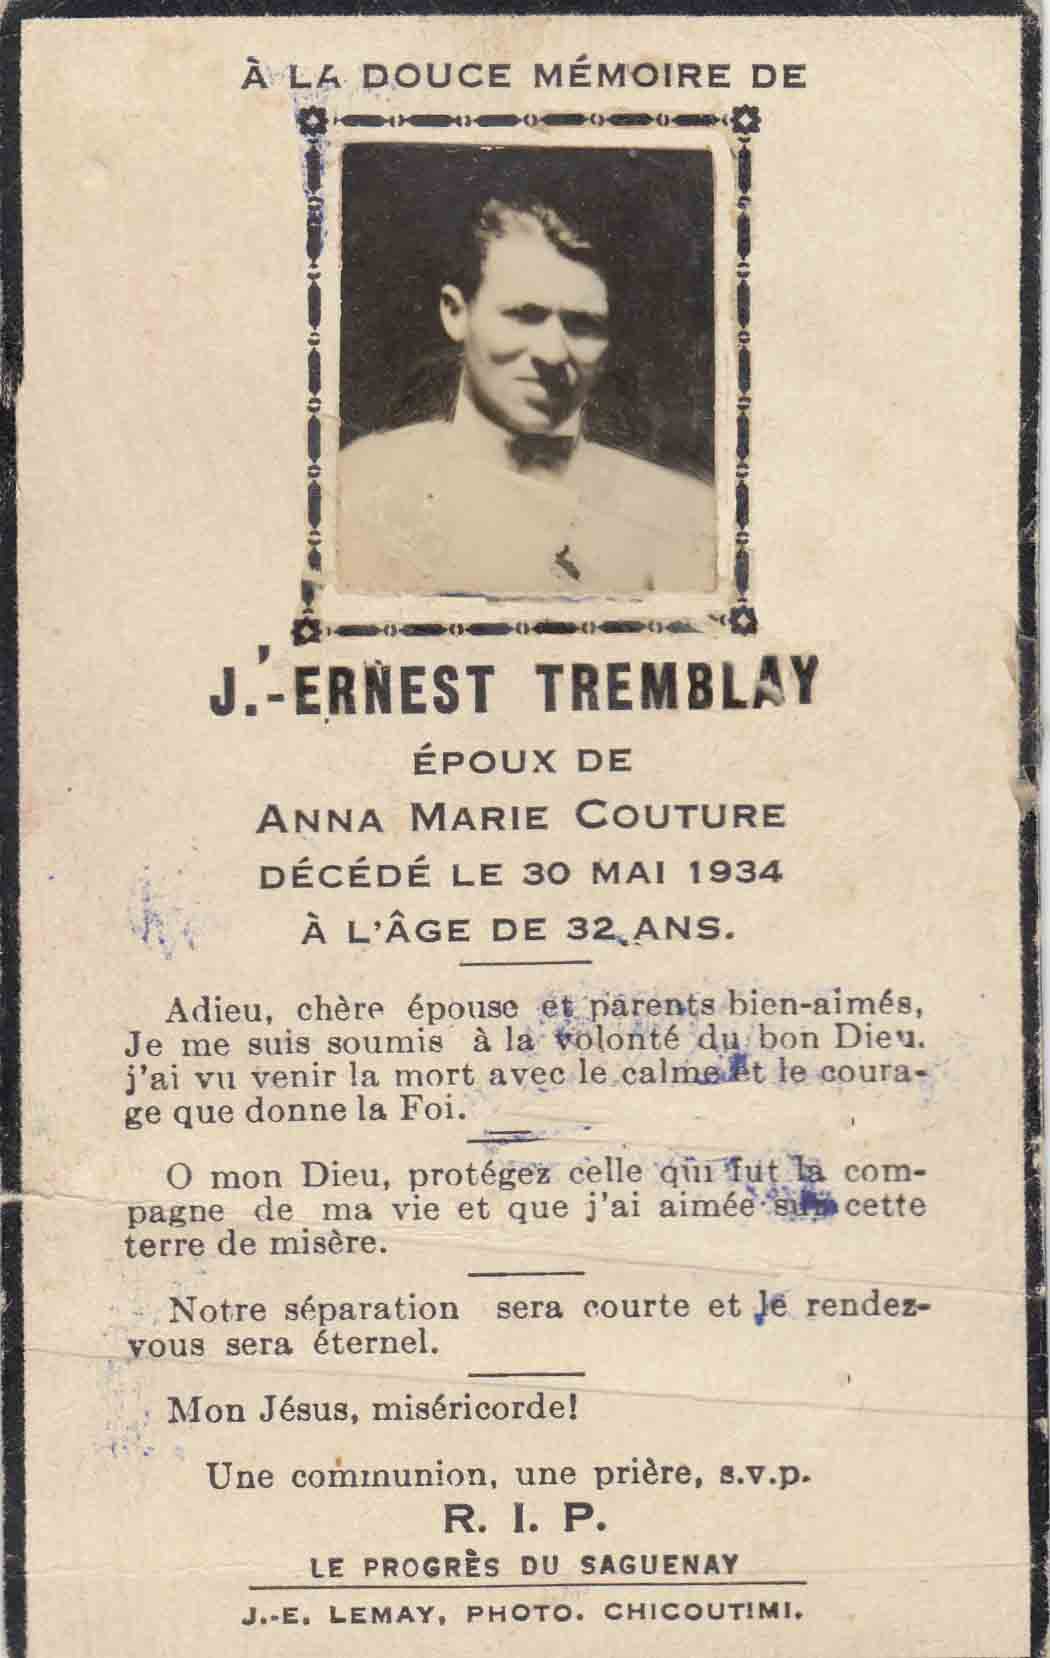 À LA DOUCE MÉMOIRE DE
J.-ERNEST TREMBLAY
ÉPOUX DE
ANNA MARIE COUTURE
DÉCÉDÉ LE 30 MAI 1934
À L'ÂGE DE 32 ANS.
Adieu, chère épouse et parents bien-aimés,
Je me suis soumis à la volonté du bon Dieu.
j'ai vu venir la mort avec le calme et le coura-
ge que donne la Foi.
O mon Dieu, protégez celle qui fut la com-
pagne de ma vie et que j'ai aimée sur cette
terre de misère.
Notre séparation sera courte et le rendez-
vous sera éternel.
Mon Jésus, miséricorde!
Une communion, une prière, s.v.p.
R. I. P.
LE PROGRÈS DU SAGUENAY
J.-E. LEMAY, PHOTO. CHICOUTIMI.